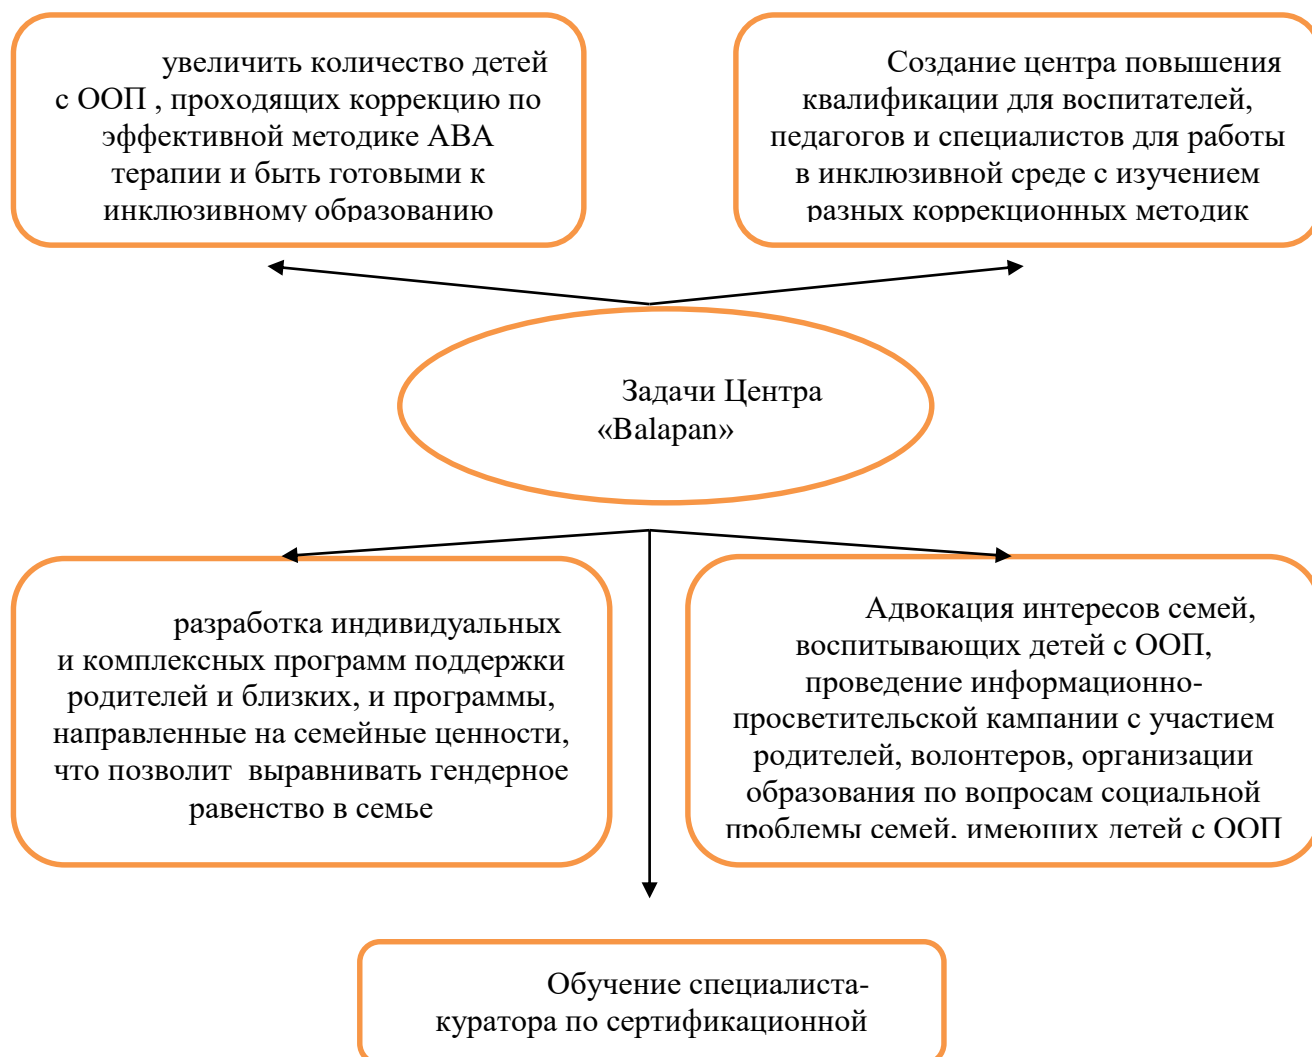 увеличить количество детей
с ООП , проходящих коррекцию по
эффективной методике АВА
терапии и быть готовыми к
инклюзивному образованию
Создание центра повышения
квалификации для воспитателей,
педагогов и специалистов для работы
в инклюзивной среде с изучением
разных коррекционных методик
Задачи Центра
«Balapan»
разработка индивидуальных
и комплексных программ поддержки
родителей и близких, и программы,
направленные на семейные ценности,
что позволит выравнивать гендерное
равенство в семье
Адвокация интересов семей,
воспитывающих детей с ООП,
проведение информационно-
просветительской кампании с участием
родителей, волонтеров, организации
образования по вопросам социальной
проблемы семей, имеющих детей с ООП
Обучение специалиста-
куратора по сертификационной